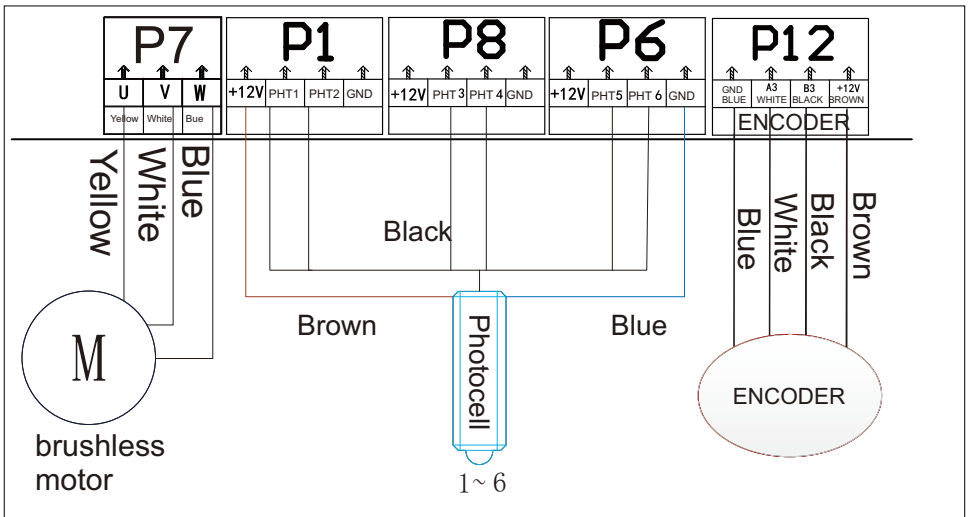 P7 P1 P8 P6 P12
U V W +12V PHT1 PHT2 GND +12V PHT 3 PHT 4 GND +12V PHT5 PHT 6 GND GND BLUE A3 WHITE B3 BLACK +12V BROWN
Yellow White Bue ENCODER
Yellow
White
Blue
Black
Brown
Blue
Blue
White
Black
Brown
M
brushless
motor
Photocell
1~6
ENCODER